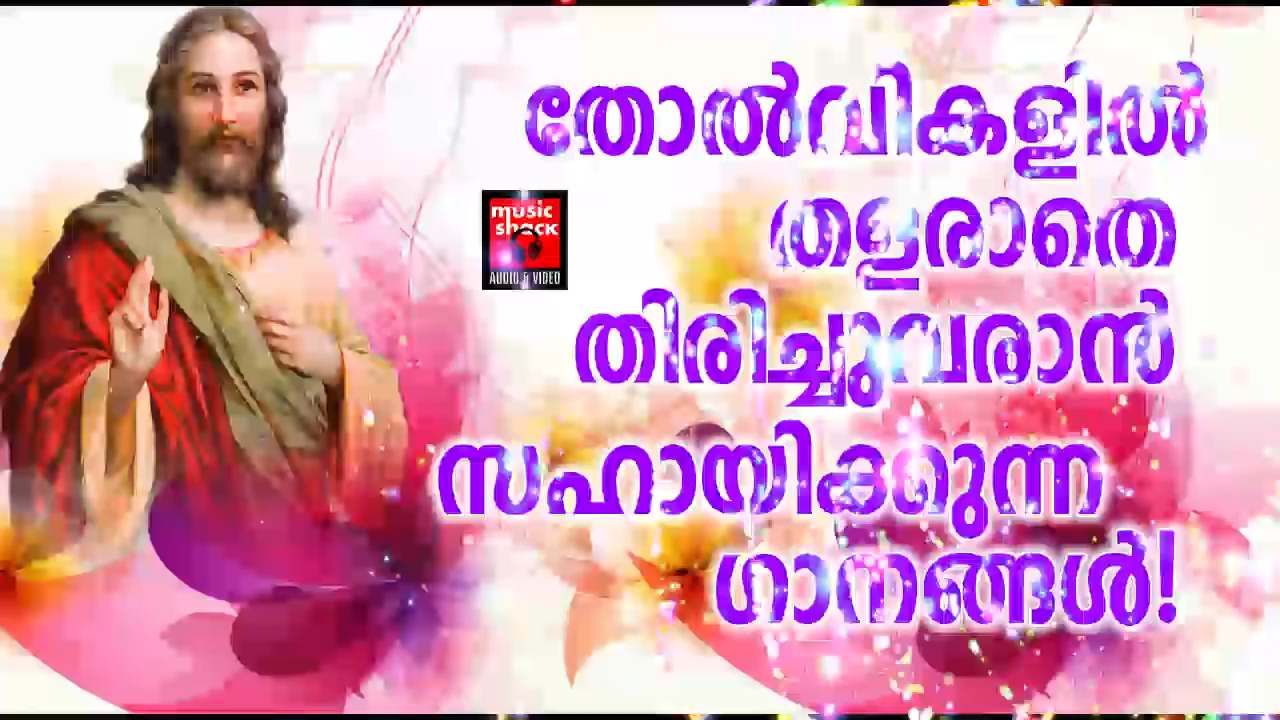 തോൽവികളിൽ
തളരാതെ
തിരിച്ചുവരാൻ
സഹായിക്കുന്ന
ഗാനങ്ങൾ!
music
shack
AUDIO & VIDEO